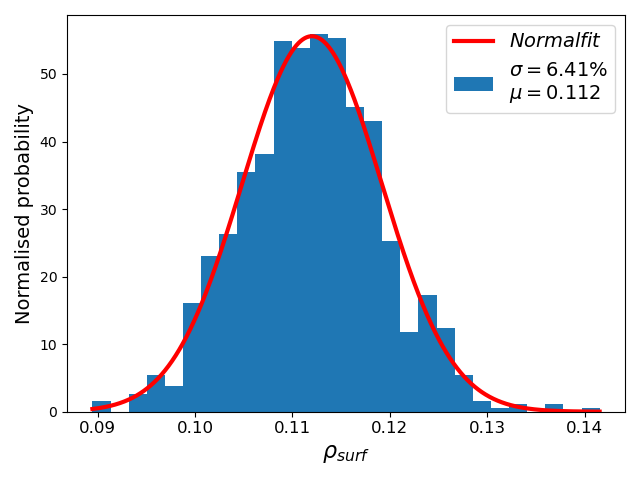 Normalfit
σ = 6.41%
μ = 0.112
Normalised probability
50
40
30
20
10
0
0.09 0.10 0.11 0.12 0.13 0.14
ρsurf